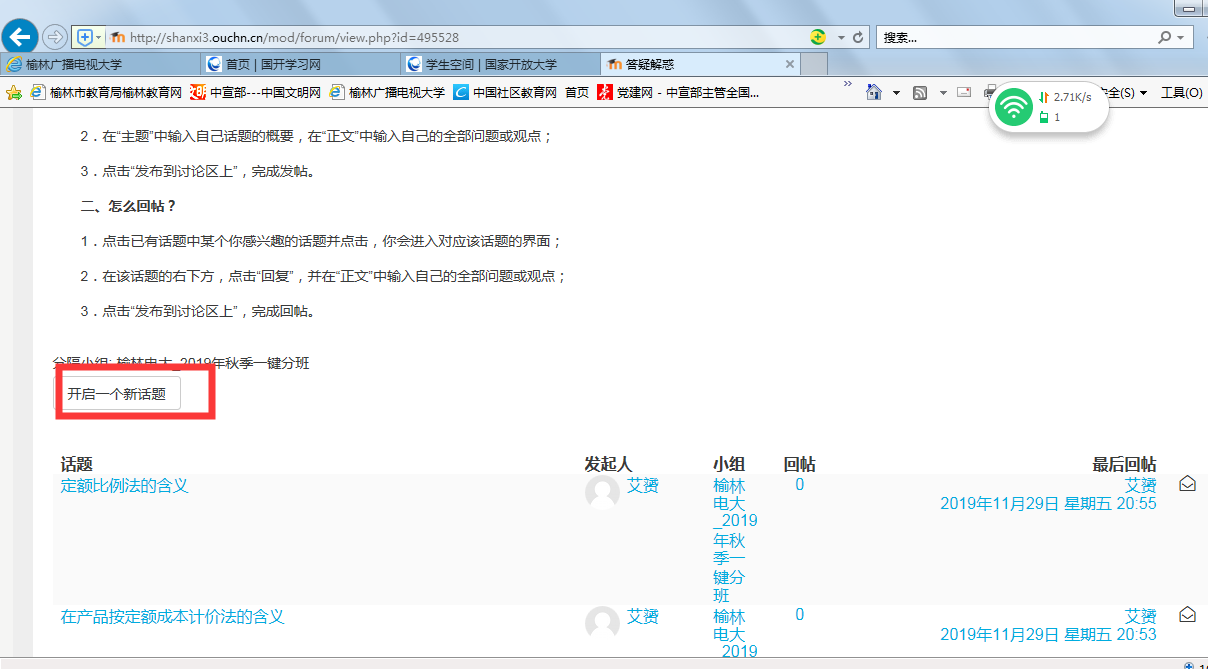 http://shanxi3.ouchn.cn/mod/forum/view.php?id=495528
搜索...
榆林广播电视大学
首页 | 国开学习网
学生空间 | 国家开放大学
答疑解惑
榆林市教育局榆林教育网 中宣部---中国文明网 榆林广播电视大学 中国社区教育网 首页 党建网 - 中宣部主管全国... 全(S) 工具(O)
2.71K/s
1
2．在“主题”中输入自己话题的概要，在“正文”中输入自己的全部问题或观点；
3．点击“发布到讨论区上”，完成发帖。
二、怎么回帖？
1．点击已有话题中某个你感兴趣的话题并点击，你会进入对应该话题的界面；
2．在该话题的右下方，点击“回复”，并在“正文”中输入自己的全部问题或观点；
3．点击“发布到讨论区上”，完成回帖。
分隔小组: 榆林电大_2019年秋季一键分班
开启一个新话题
话题 发起人 小组 回帖 最后回帖
定额比例法的含义 艾赟 榆林 0 艾赟
电大 2019年11月29日 星期五 20:55
_2019
年秋
季一
键分
班
在产品按定额成本计价法的含义 艾赟 榆林 0 艾赟
电大 2019年11月29日 星期五 20:53
_2019